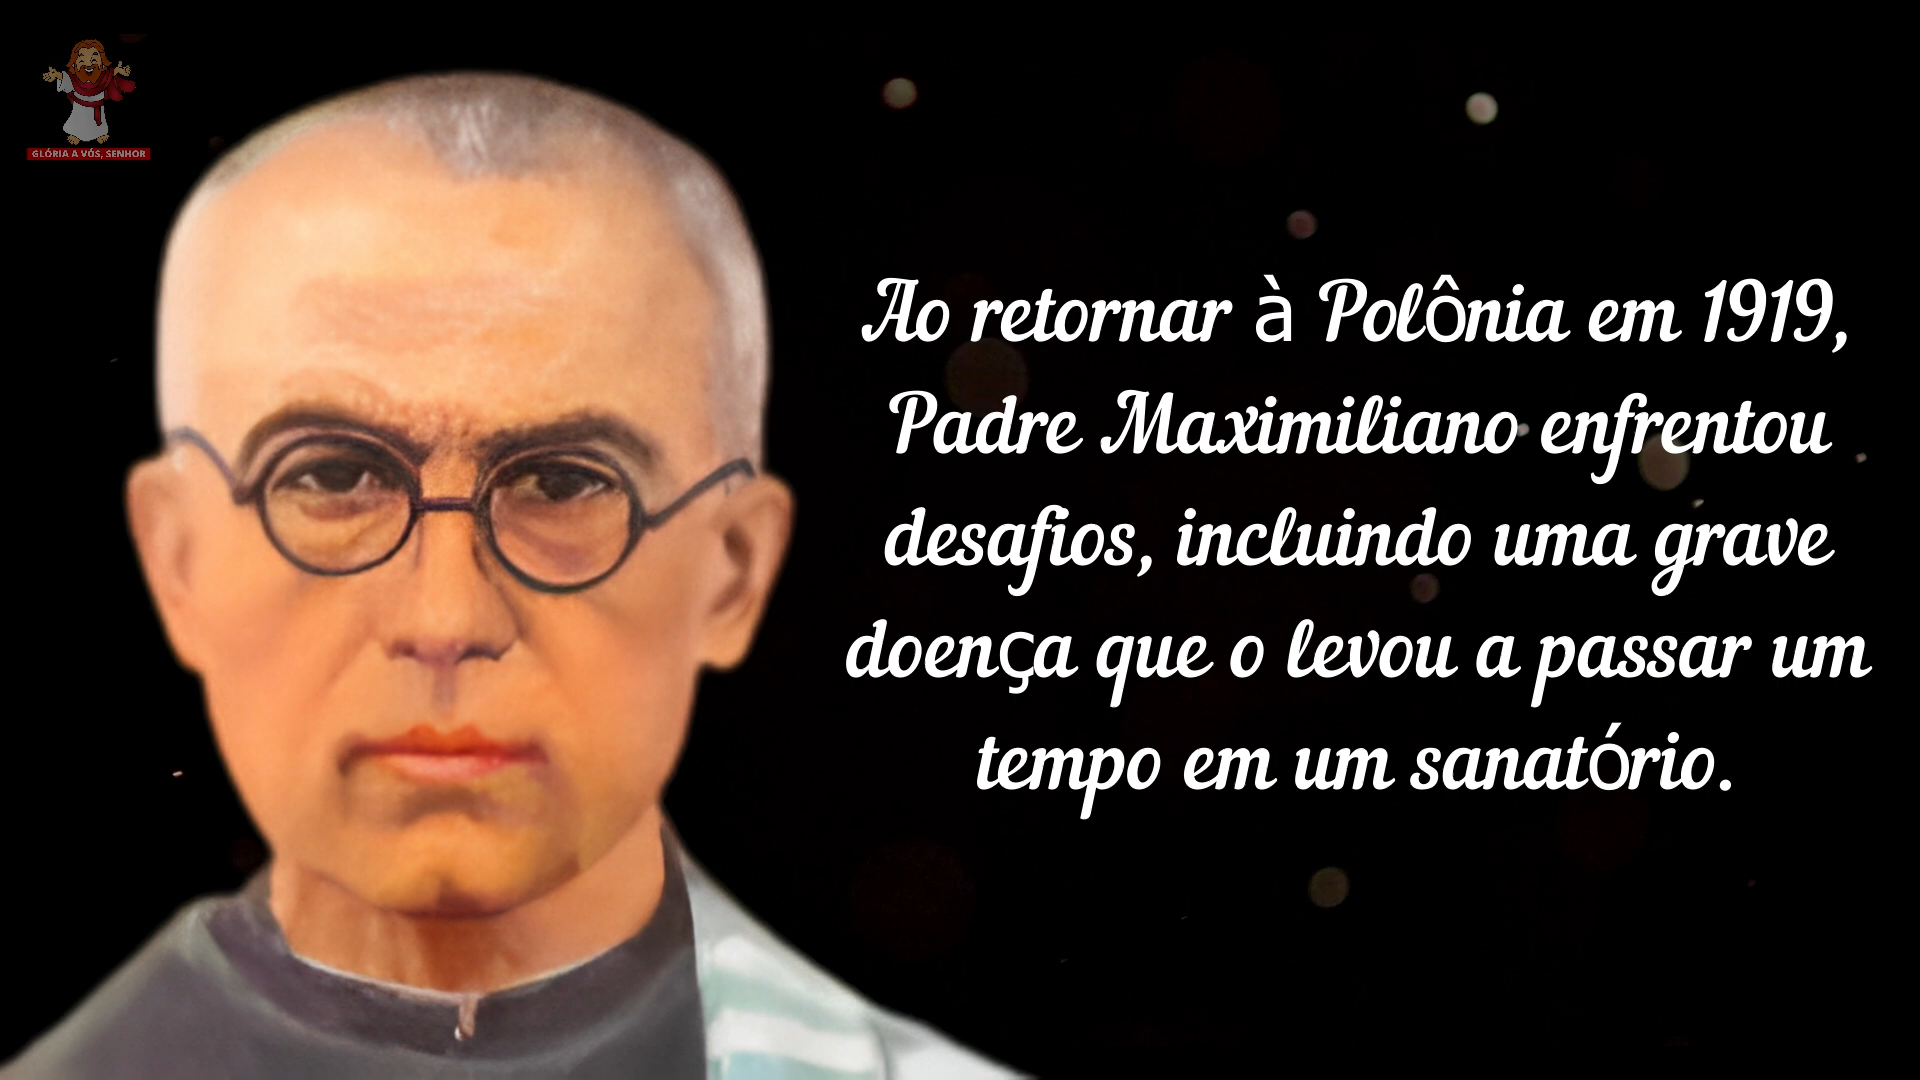 GLÓRIA A VÓS, SENHOR
Ao retornar à Polônia em 1919,
Padre Maximiliano enfrentou
desafios, incluindo uma grave
doença que o levou a passar um
tempo em um sanatório.